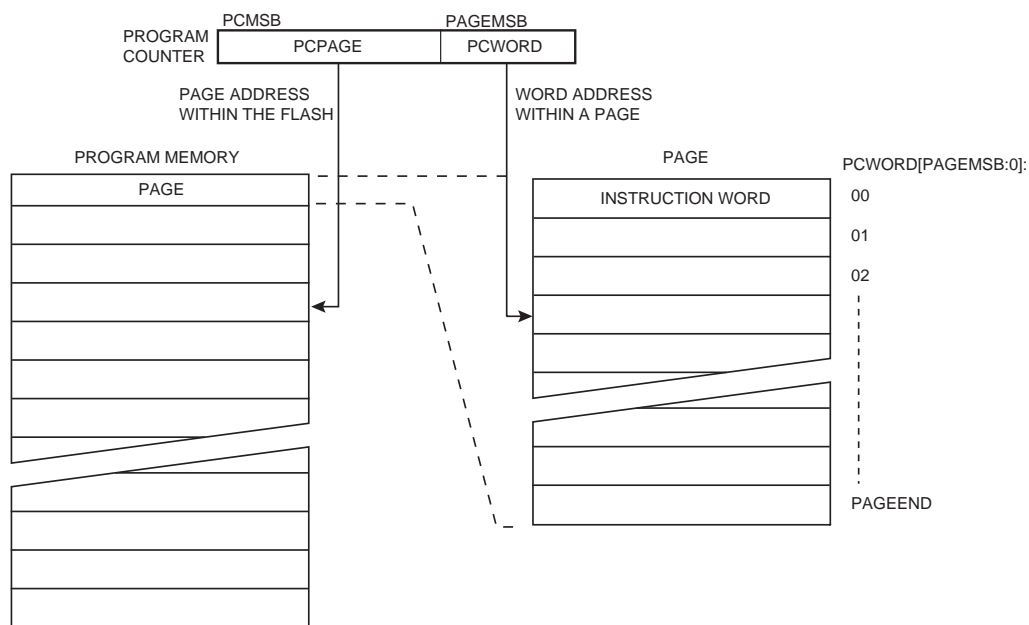 PCMSB PAGEMSB
PROGRAM
COUNTER
PCPAGE PCWORD
PAGE ADDRESS
WITHIN THE FLASH
WORD ADDRESS
WITHIN A PAGE
PROGRAM MEMORY
PAGE
PAGE
INSTRUCTION WORD
PCWORD[PAGEMSB:0]:
00
01
02
PAGEEND